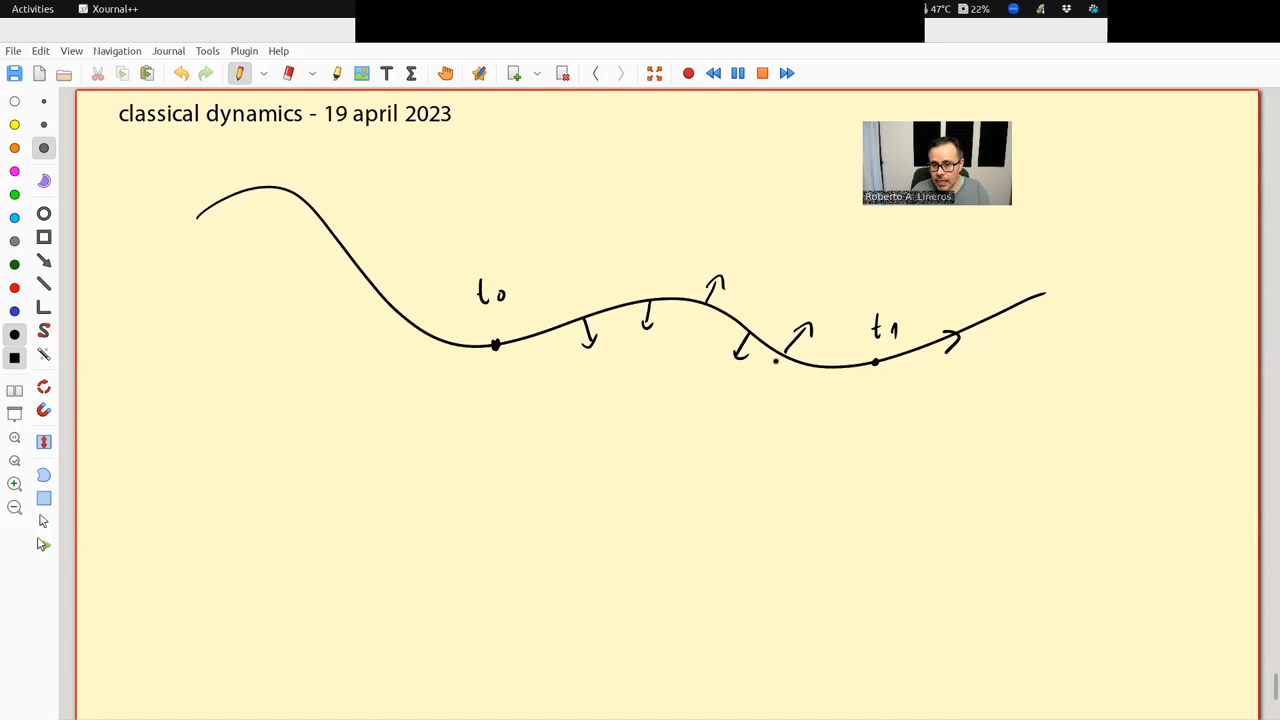 Activities Xournal++ 47°C 22%
File Edit View Navigation Journal Tools Plugin Help
classical dynamics - 19 april 2023
Roberto A. Lineros
t0
t1